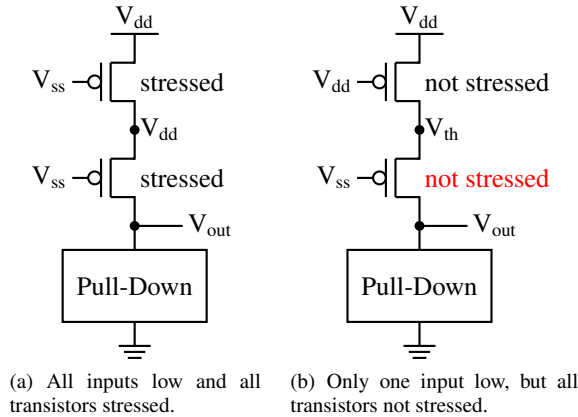 Vdd
Vss
stressed
Vdd
Vss
stressed
Vout
Pull-Down
(a) All inputs low and all
transistors stressed.
Vdd
Vdd
not stressed
Vth
Vss
not stressed
Vout
Pull-Down
(b) Only one input low, but all
transistors not stressed.